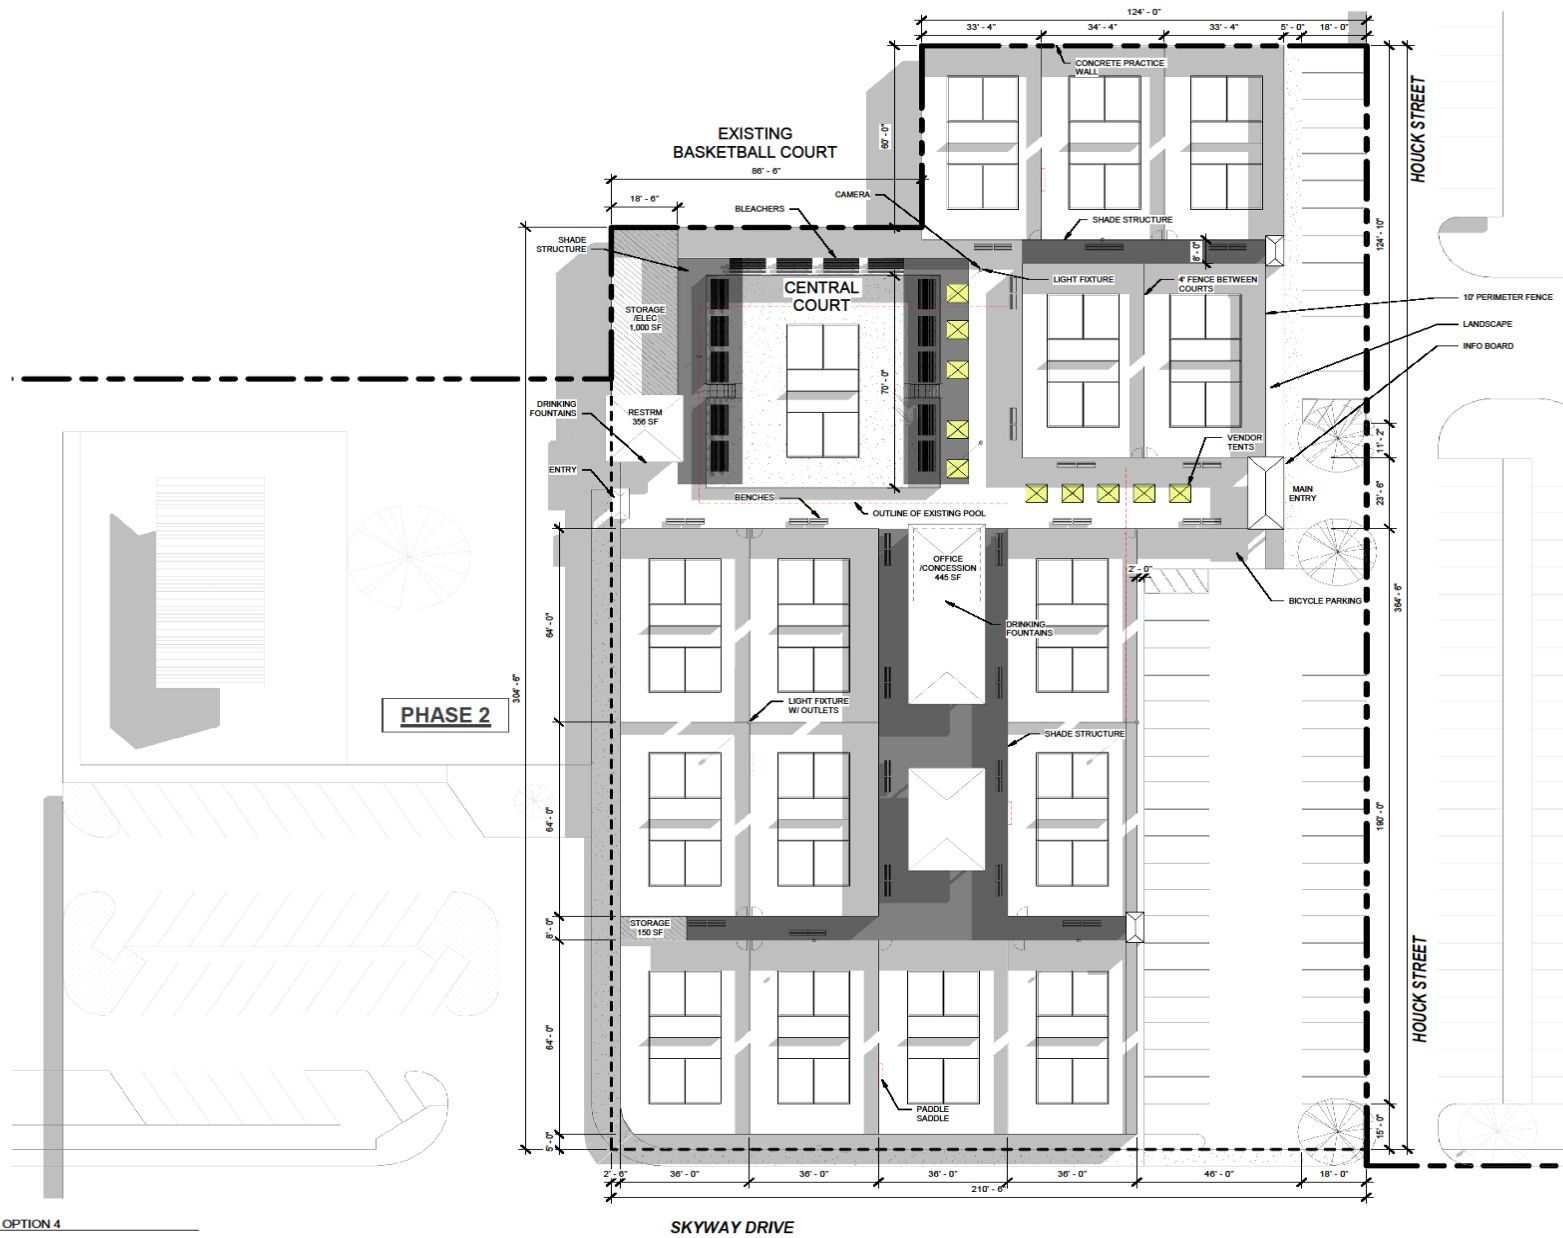 124' - 0"
33' - 4"
34' - 4"
33' - 4"
5' - 0"
18' - 0"
CONCRETE PRACTICE
WALL
HOUCK STREET
60' - 0"
EXISTING
BASKETBALL COURT
86' - 6"
18' - 6"
CAMERA
BLEACHERS
SHADE STRUCTURE
SHADE
STRUCTURE
8' - 0"
124' - 10"
LIGHT FIXTURE
4' FENCE BETWEEN
COURTS
CENTRAL
COURT
10' PERIMETER FENCE
STORAGE
/ELEC
1,000 SF
LANDSCAPE
INFO BOARD
70' - 0"
DRINKING
FOUNTAINS
RESTRM
356 SF
11' - 2"
VENDOR
TENTS
ENTRY
MAIN
ENTRY
23' - 6"
BENCHES
OUTLINE OF EXISTING POOL
OFFICE
/CONCESSION
445 SF
2' - 0"
364' - 6"
BICYCLE PARKING
64' - 0"
DRINKING
FOUNTAINS
304' - 6"
PHASE 2
LIGHT FIXTURE
W/ OUTLETS
SHADE STRUCTURE
64' - 0"
190' - 0"
STORAGE
150 SF
8' - 0"
HOUCK STREET
64' - 0"
PADDLE
SADDLE
15' - 0"
5' - 0"
2' - 6"
36' - 0"
36' - 0"
36' - 0"
36' - 0"
46' - 0"
18' - 0"
210' - 6"
OPTION 4
SKYWAY DRIVE